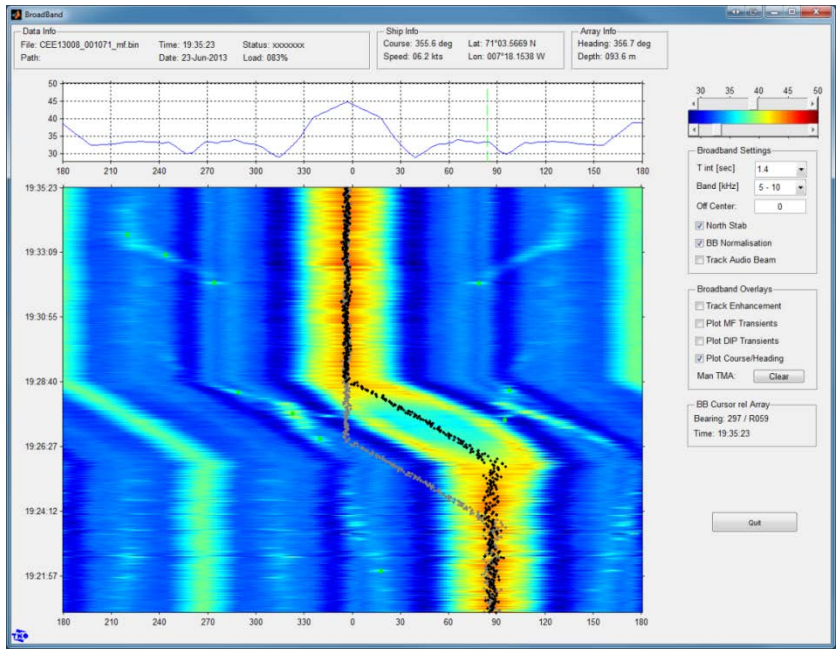 BroadBand
Data Info
File: CEE13008_001071_mf.bin Time: 19:35:23 Status: xxxxxxx
Path: Date: 23-Jun-2013 Load: 083%
Ship Info
Course: 355.6 deg Lat: 71°03.5669 N
Speed: 06.2 kts Lon: 007°18.1538 W
Array Info
Heading: 356.7 deg
Depth: 093.6 m
50
45
40
35
30
180 210 240 270 300 330 0 30 60 90 120 150 180
19:35:23
19:33:09
19:30:55
19:28:40
19:26:27
19:24:12
19:21:57
180 210 240 270 300 330 0 30 60 90 120 150 180
TNO
30 35 40 45 50
Broadband Settings
T int [sec] 1.4
Band [kHz] 5 - 10
Off Center: 0
North Stab
BB Normalisation
Track Audio Beam
Broadband Overlays
Track Enhancement
Plot MF Transients
Plot DIP Transients
Plot Course/Heading
Man TMA: Clear
BB Cursor rel Array
Bearing: 297 / R059
Time: 19:35:23
Quit